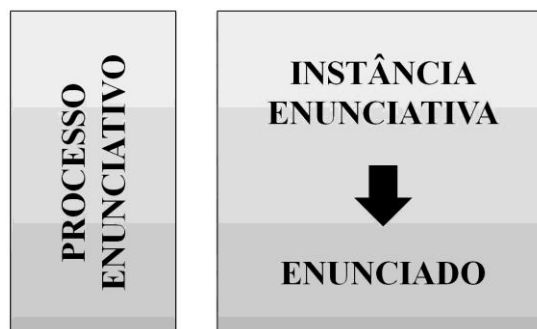 PROCESSO
ENUNCIATIVO
INSTÂNCIA
ENUNCIATIVA
ENUNCIADO